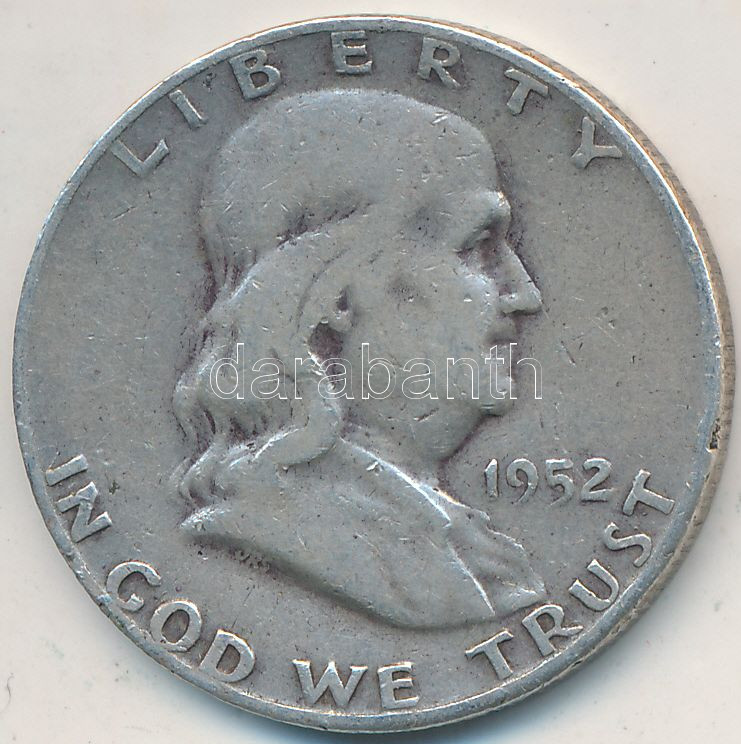 LIBERTY
darabanth
1952
IN GOD WE TRUST